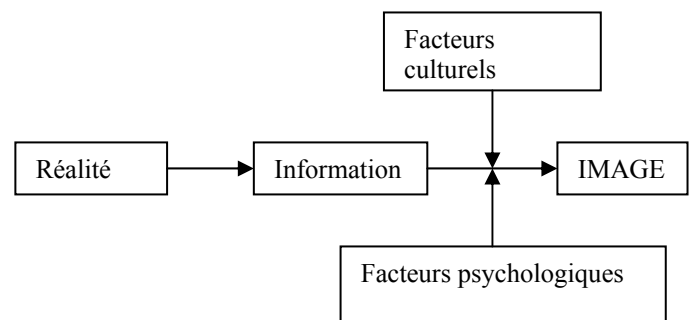 Facteurs
culturels
Réalité
Information
IMAGE
Facteurs psychologiques